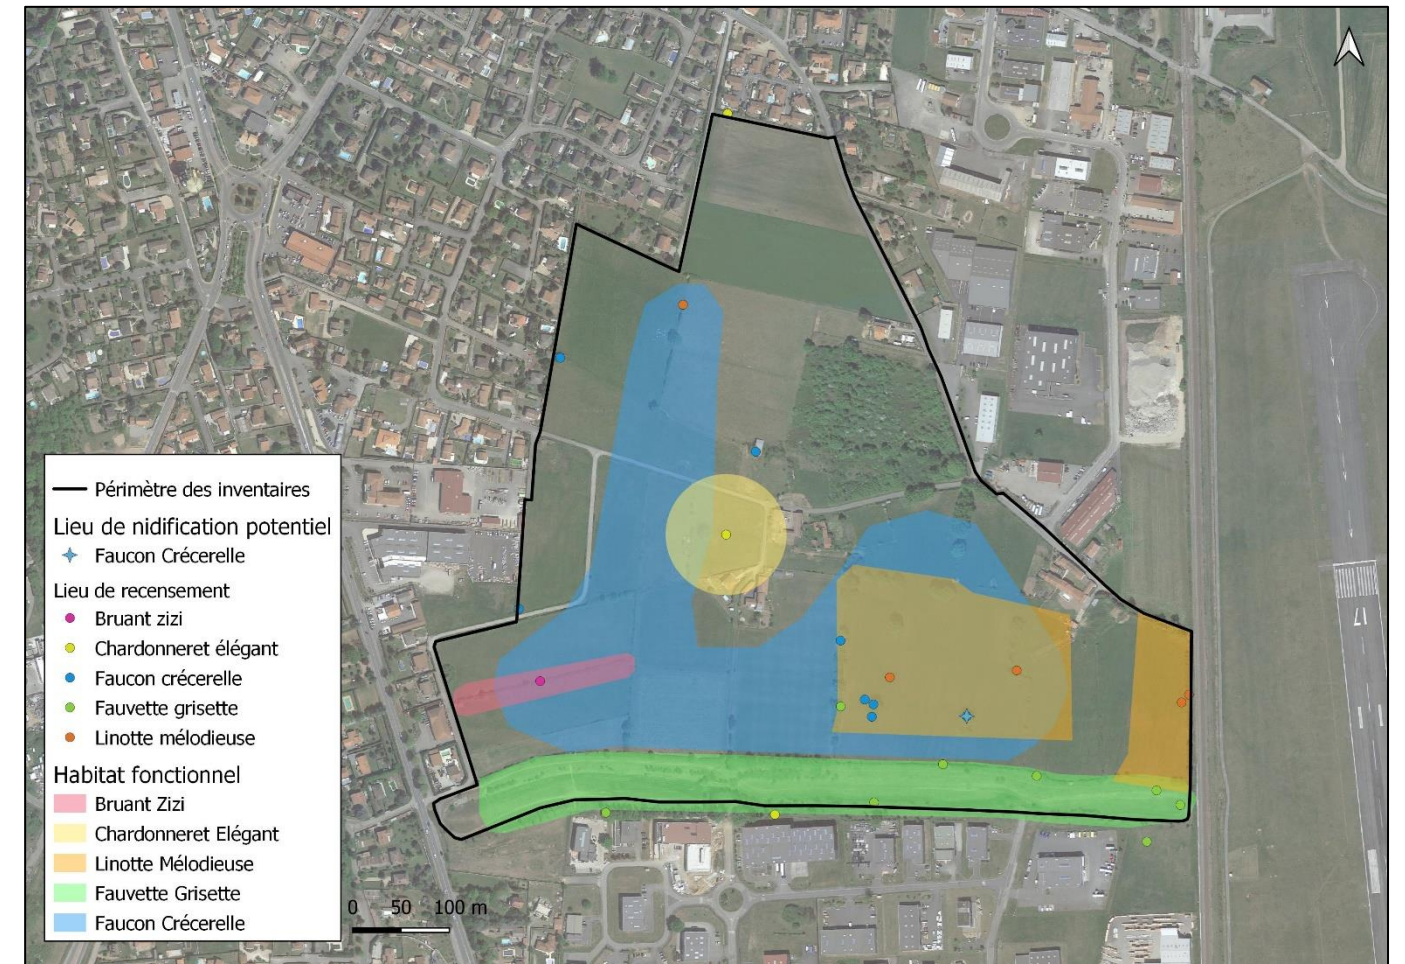 Périmètre des inventaires
Lieu de nidification potentiel
Faucon Crécerelle
Lieu de recensement
Bruant zizi
Chardonneret élégant
Faucon crécerelle
Fauvette grisette
Linotte mélodieuse
Habitat fonctionnel
Bruant Zizi
Chardonneret Elégant
Linotte Mélodieuse
Fauvette Grisette
Faucon Crécerelle
0 50 100 m
17